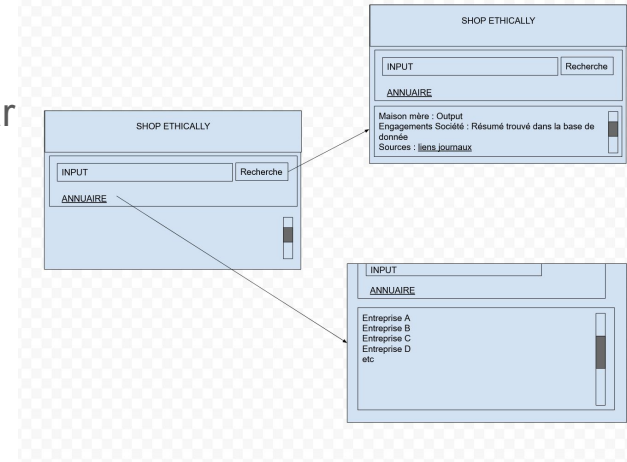 r
SHOP ETHICALLY
INPUT
Recherche
ANNUAIRE
SHOP ETHICALLY
INPUT
Recherche
ANNUAIRE
Maison mère : Output
Engagements Société : Résumé trouvé dans la base de
donnée
Sources : liens journaux
INPUT
ANNUAIRE
Entreprise A
Entreprise B
Entreprise C
Entreprise D
etc